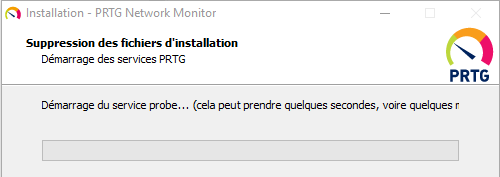 Installation - PRTG Network Monitor
Suppression des fichiers d'installation
Démarrage des services PRTG
PRTG
Démarrage du service probe... (cela peut prendre quelques secondes, voire quelques